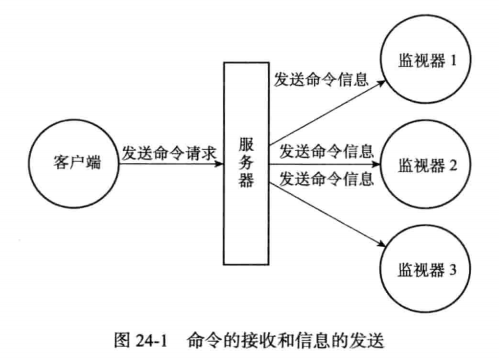 监视器 1
发送命令信息
服务器
客户端
发送命令请求
发送命令信息
监视器 2
发送命令信息
监视器 3
图 24-1 命令的接收和信息的发送